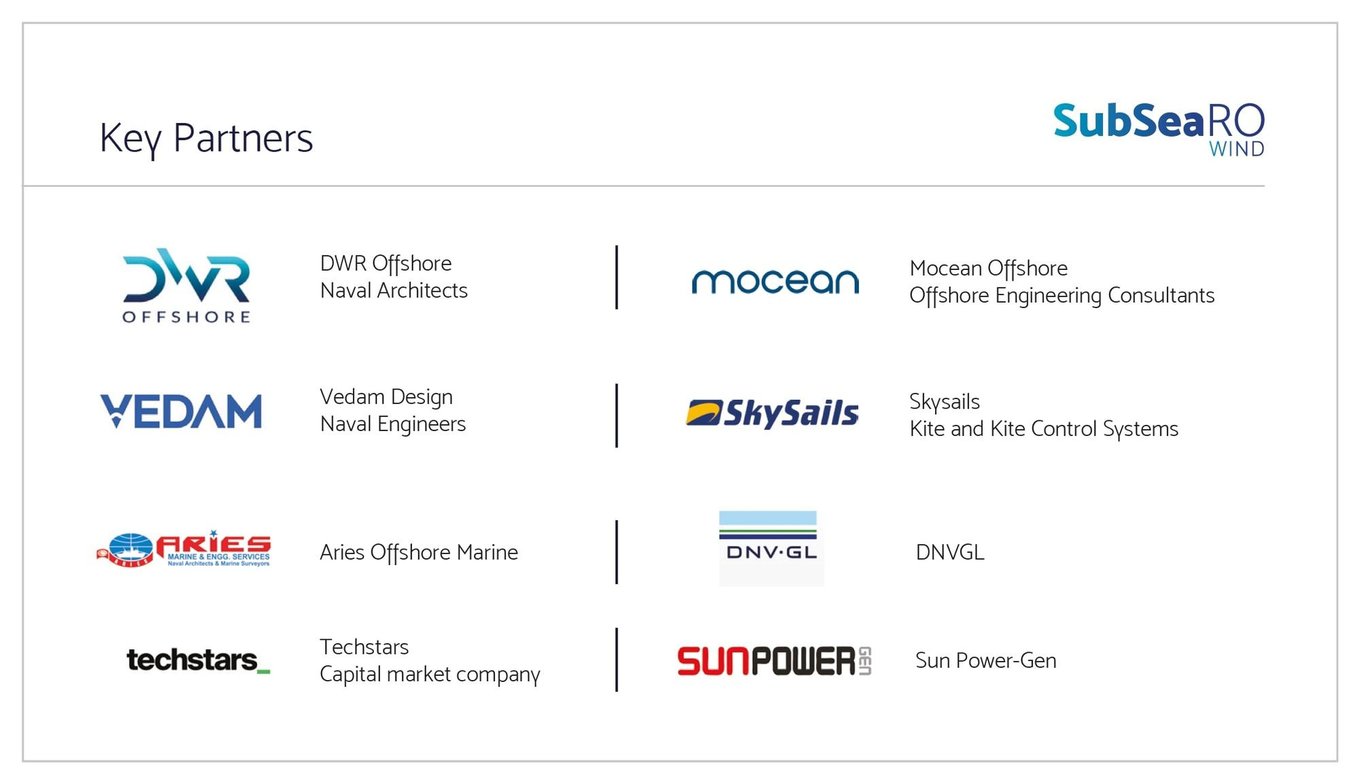 Key Partners
SubSeaRO
WIND
DWR
OFFSHORE
DWR Offshore
Naval Architects
mocean
Mocean Offshore
Offshore Engineering Consultants
VEDAM
Vedam Design
Naval Engineers
SkySails
Skysails
Kite and Kite Control Systems
ARIES
MARINE & ENGG. SERVICES
Naval Architects & Marine Surveyors
ARIES
Aries Offshore Marine
DNV·GL
DNVGL
techstars_
Techstars
Capital market company
SUNPOWER GEN
Sun Power-Gen